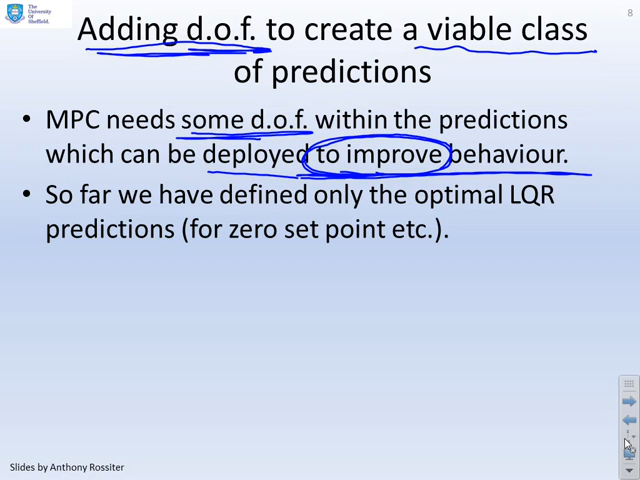 The
University
Of
Sheffield.
8
Adding d.o.f. to create a viable class
of predictions
• MPC needs some d.o.f. within the predictions
which can be deployed to improve behaviour.
• So far we have defined only the optimal LQR
predictions (for zero set point etc.).
Slides by Anthony Rossiter